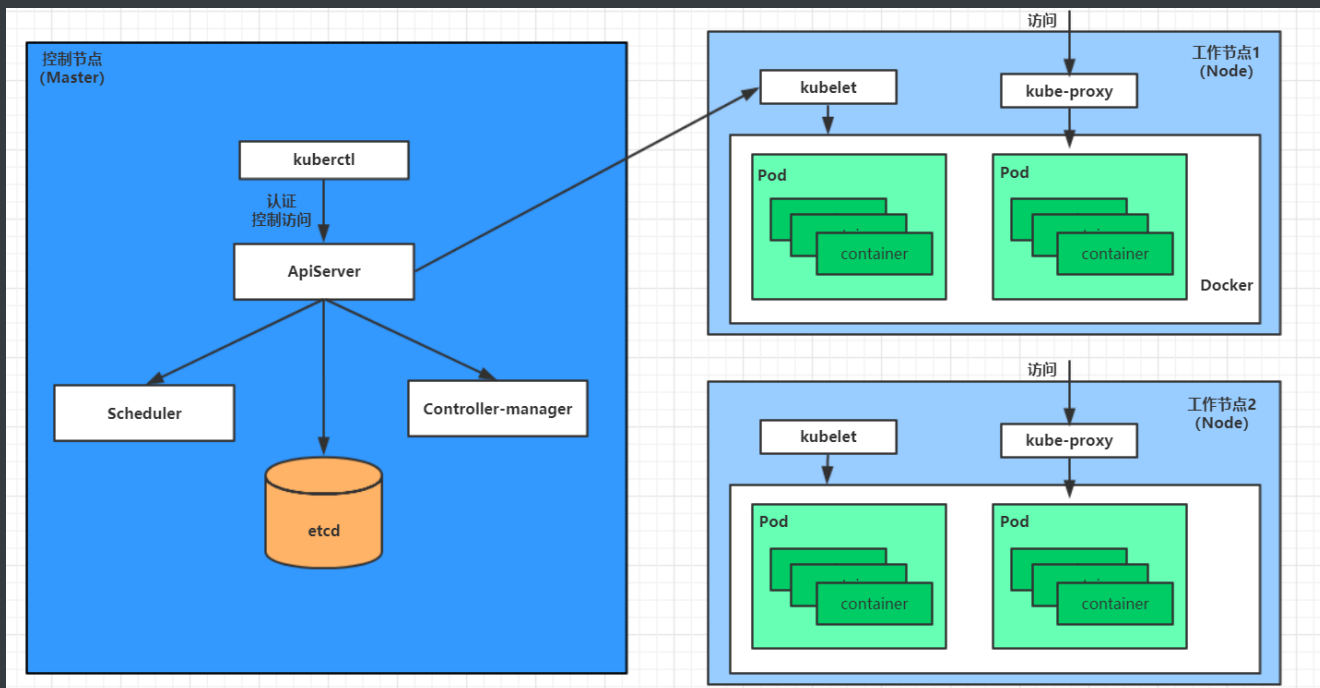 控制节点
(Master)
kuberctl
认证
控制访问
ApiServer
Scheduler
Controller-manager
etcd
访问
工作节点1
(Node)
kubelet
kube-proxy
Pod
container
Pod
container
Docker
访问
工作节点2
(Node)
kubelet
kube-proxy
Pod
container
Pod
container